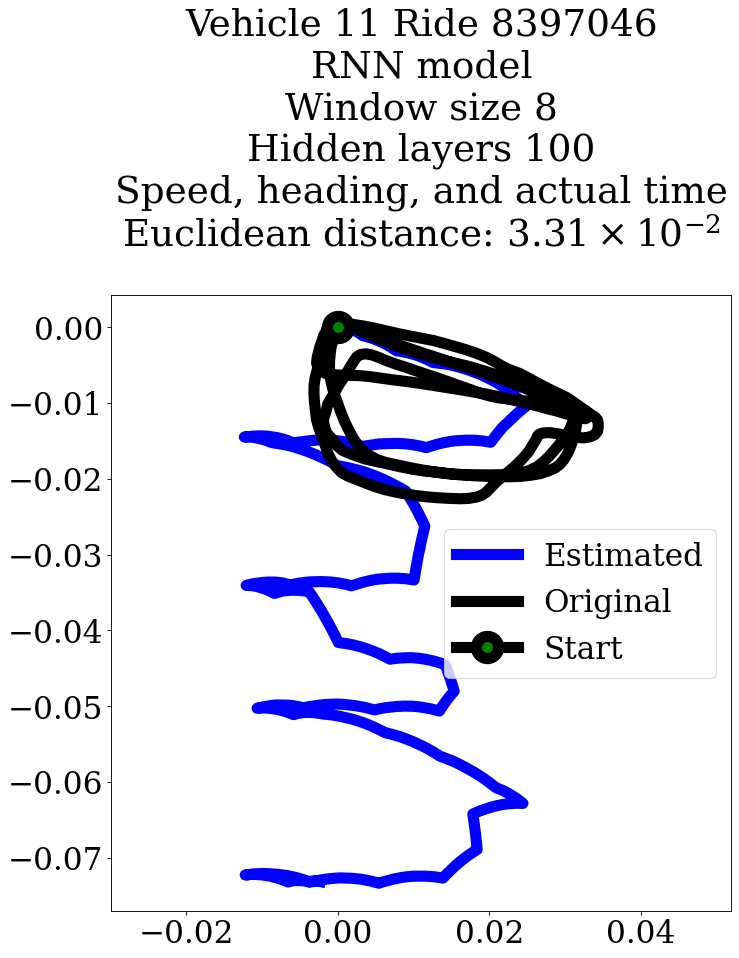 Vehicle 11 Ride 8397046
RNN model
Window size 8
Hidden layers 100
Speed, heading, and actual time
Euclidean distance: 3.31 × 10⁻²
0.00
−0.01
−0.02
−0.03
−0.04
−0.05
−0.06
−0.07
Estimated
Original
Start
−0.02 0.00 0.02 0.04